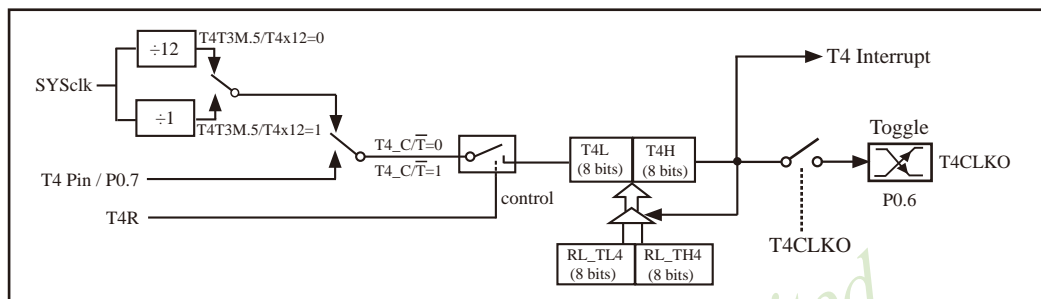 ÷12
T4T3M.5/T4x12=0
SYSclk
÷1
T4T3M.5/T4x12=1
T4_C/T̅=0
T4_C/T̅=1
T4 Pin / P0.7
T4R
control
T4L
(8 bits)
T4H
(8 bits)
RL_TL4
(8 bits)
RL_TH4
(8 bits)
T4 Interrupt
Toggle
T4CLKO
P0.6
T4CLKO